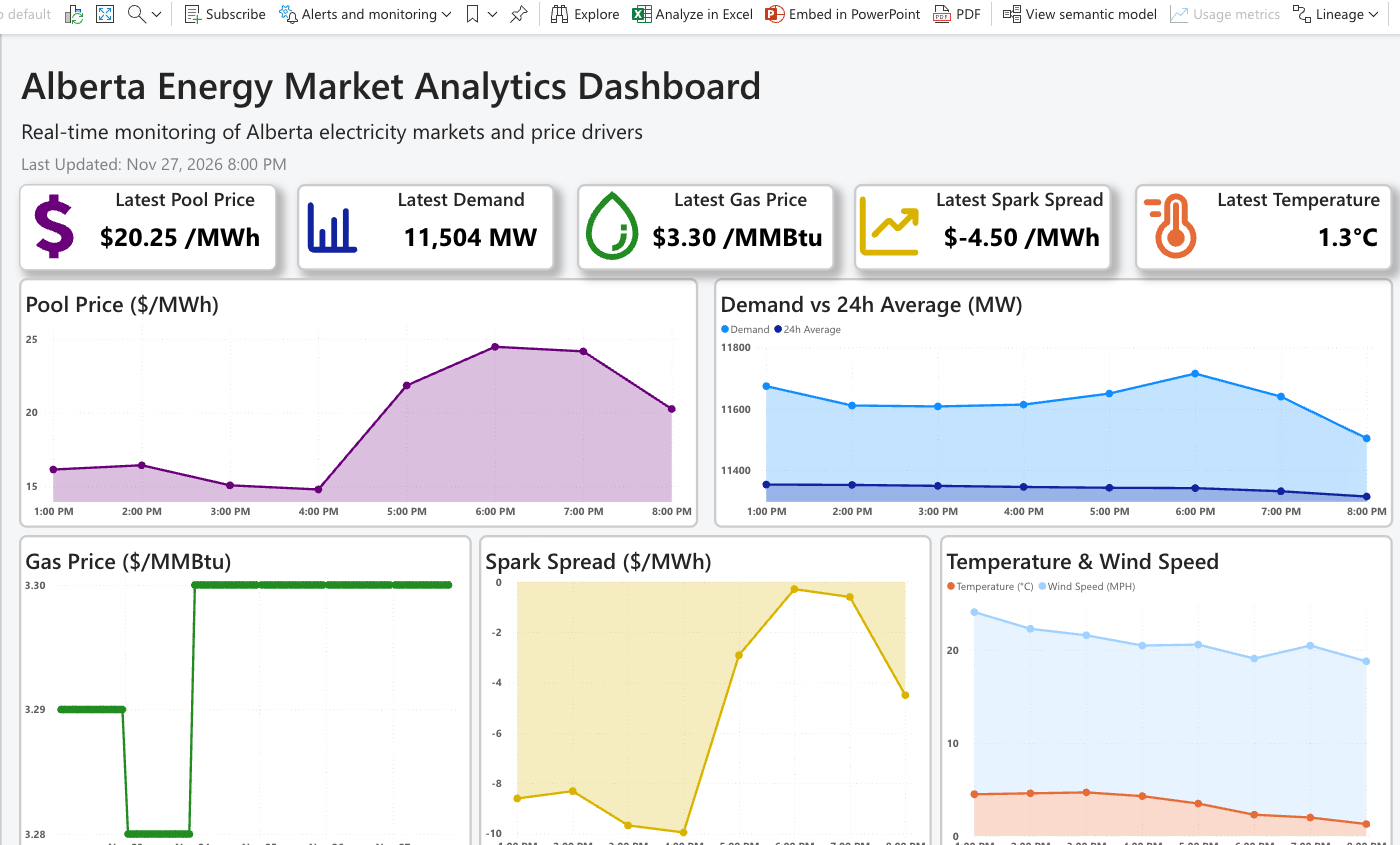 default
Subscribe
Alerts and monitoring
Explore
Analyze in Excel
Embed in PowerPoint
PDF
View semantic model
Usage metrics
Lineage
Alberta Energy Market Analytics Dashboard
Real-time monitoring of Alberta electricity markets and price drivers
Last Updated: Nov 27, 2026 8:00 PM
Latest Pool Price
$20.25 /MWh
Latest Demand
11,504 MW
Latest Gas Price
$3.30 /MMBtu
Latest Spark Spread
$-4.50 /MWh
Latest Temperature
1.3°C
Pool Price ($/MWh)
25
20
15
1:00 PM 2:00 PM 3:00 PM 4:00 PM 5:00 PM 6:00 PM 7:00 PM 8:00 PM
Demand vs 24h Average (MW)
Demand 24h Average
11800
11600
11400
1:00 PM 2:00 PM 3:00 PM 4:00 PM 5:00 PM 6:00 PM 7:00 PM 8:00 PM
Gas Price ($/MMBtu)
3.30
3.29
3.28
Spark Spread ($/MWh)
0
-2
-4
-6
-8
-10
Temperature & Wind Speed
Temperature (°C) Wind Speed (MPH)
20
10
0